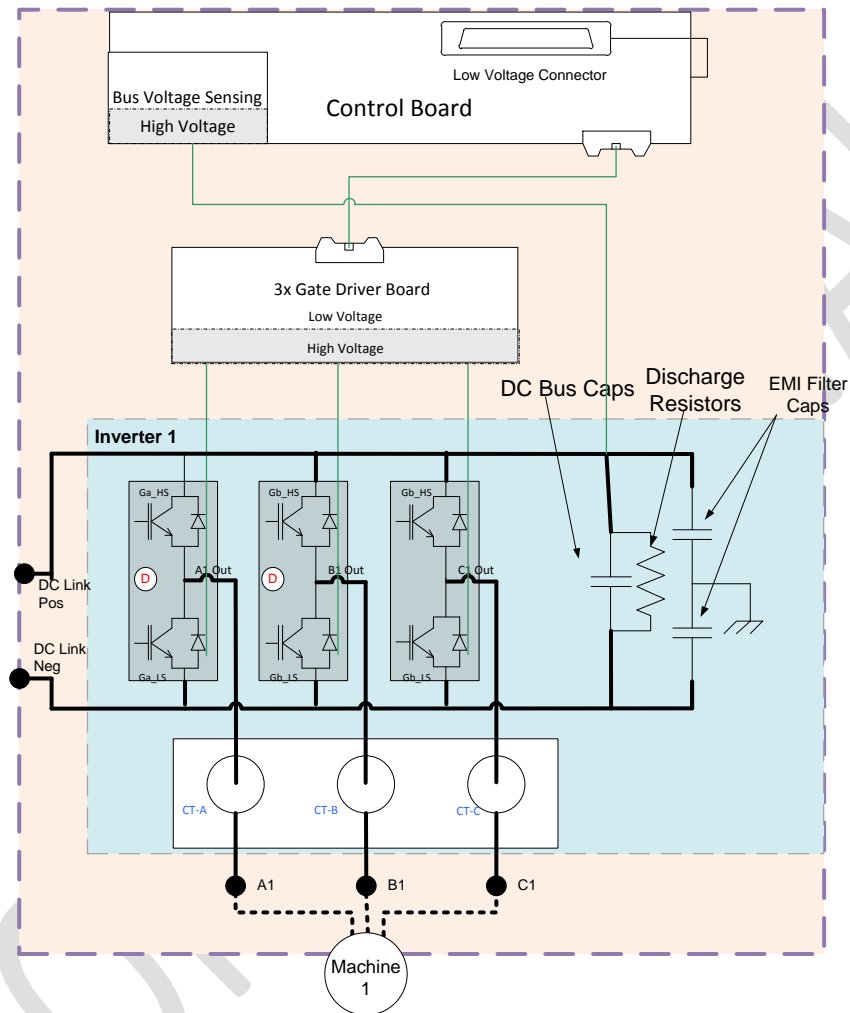 Low Voltage Connector
Bus Voltage Sensing
Control Board
High Voltage
3x Gate Driver Board
Low Voltage
High Voltage
DC Bus Caps
Discharge
Resistors
EMI Filter
Caps
Inverter 1
Ga_HS
Gb_HS
Gb_HS
D
A1 Out
D
B1 Out
C1 Out
DC Link
Pos
DC Link
Neg
Ga_LS
Gb_LS
Gb_LS
CT-A
CT-B
CT-C
A1
B1
C1
Machine
1